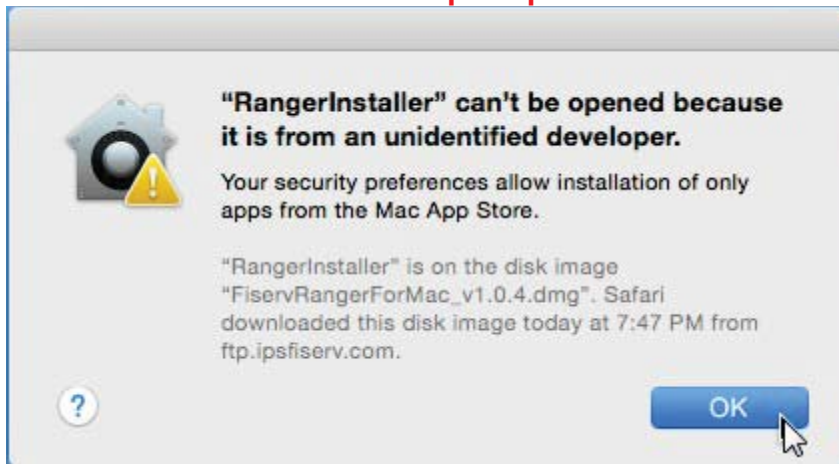 “RangerInstaller” can’t be opened because
it is from an unidentified developer.
Your security preferences allow installation of only
apps from the Mac App Store.
“RangerInstaller” is on the disk image
“FiservRangerForMac_v1.0.4.dmg”. Safari
downloaded this disk image today at 7:47 PM from
ftp.ipsfiserv.com.
?
OK